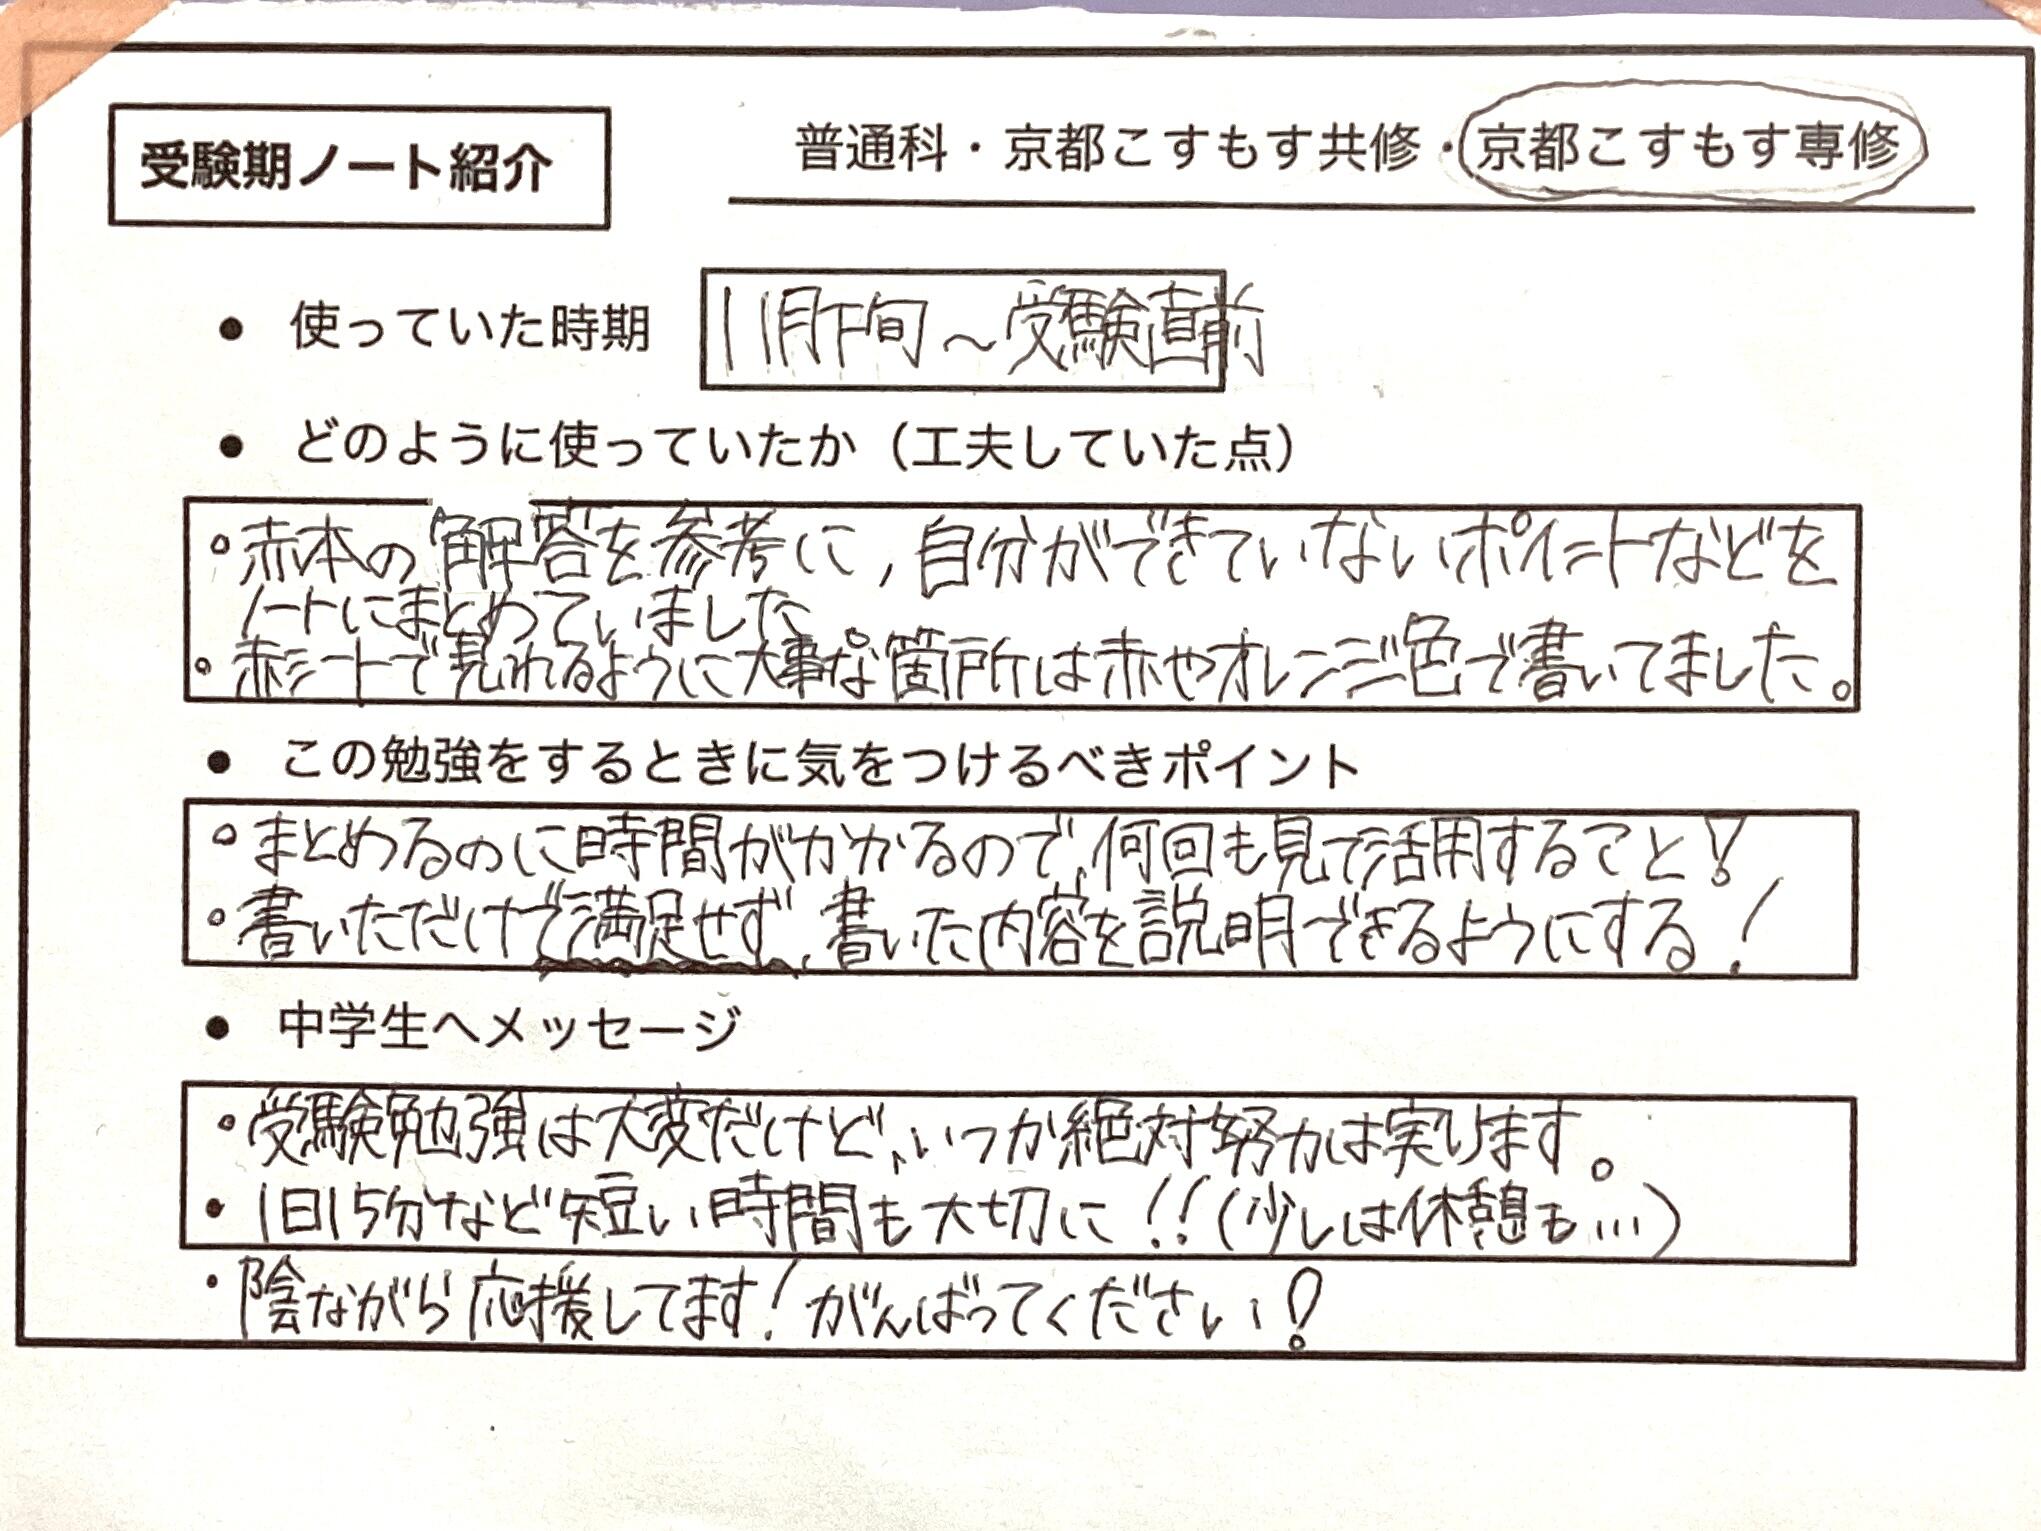 受験期ノート紹介
普通科・京都こすもす共修・京都こすもす専修
● 使っていた時期 11月下旬～受験直前
● どのように使っていたか（工夫していた点）
・赤本の解答を参考に，自分ができていないポイントなどを
ノートにまとめていました。
・赤シートで見れるように大事な箇所は赤やオレンジ色で書いてました。
● この勉強をするときに気をつけるべきポイント
・まとめるのに時間がかかるので、何回も見て活用すること！
・書いただけで満足せず、書いた内容を説明できるようにする！
● 中学生へメッセージ
・受験勉強は大変だけど、いつか絶対努力は実ります。
・1日15分など短い時間も大切に！！（少しは休憩も…）
・陰ながら応援してます！がんばってください！